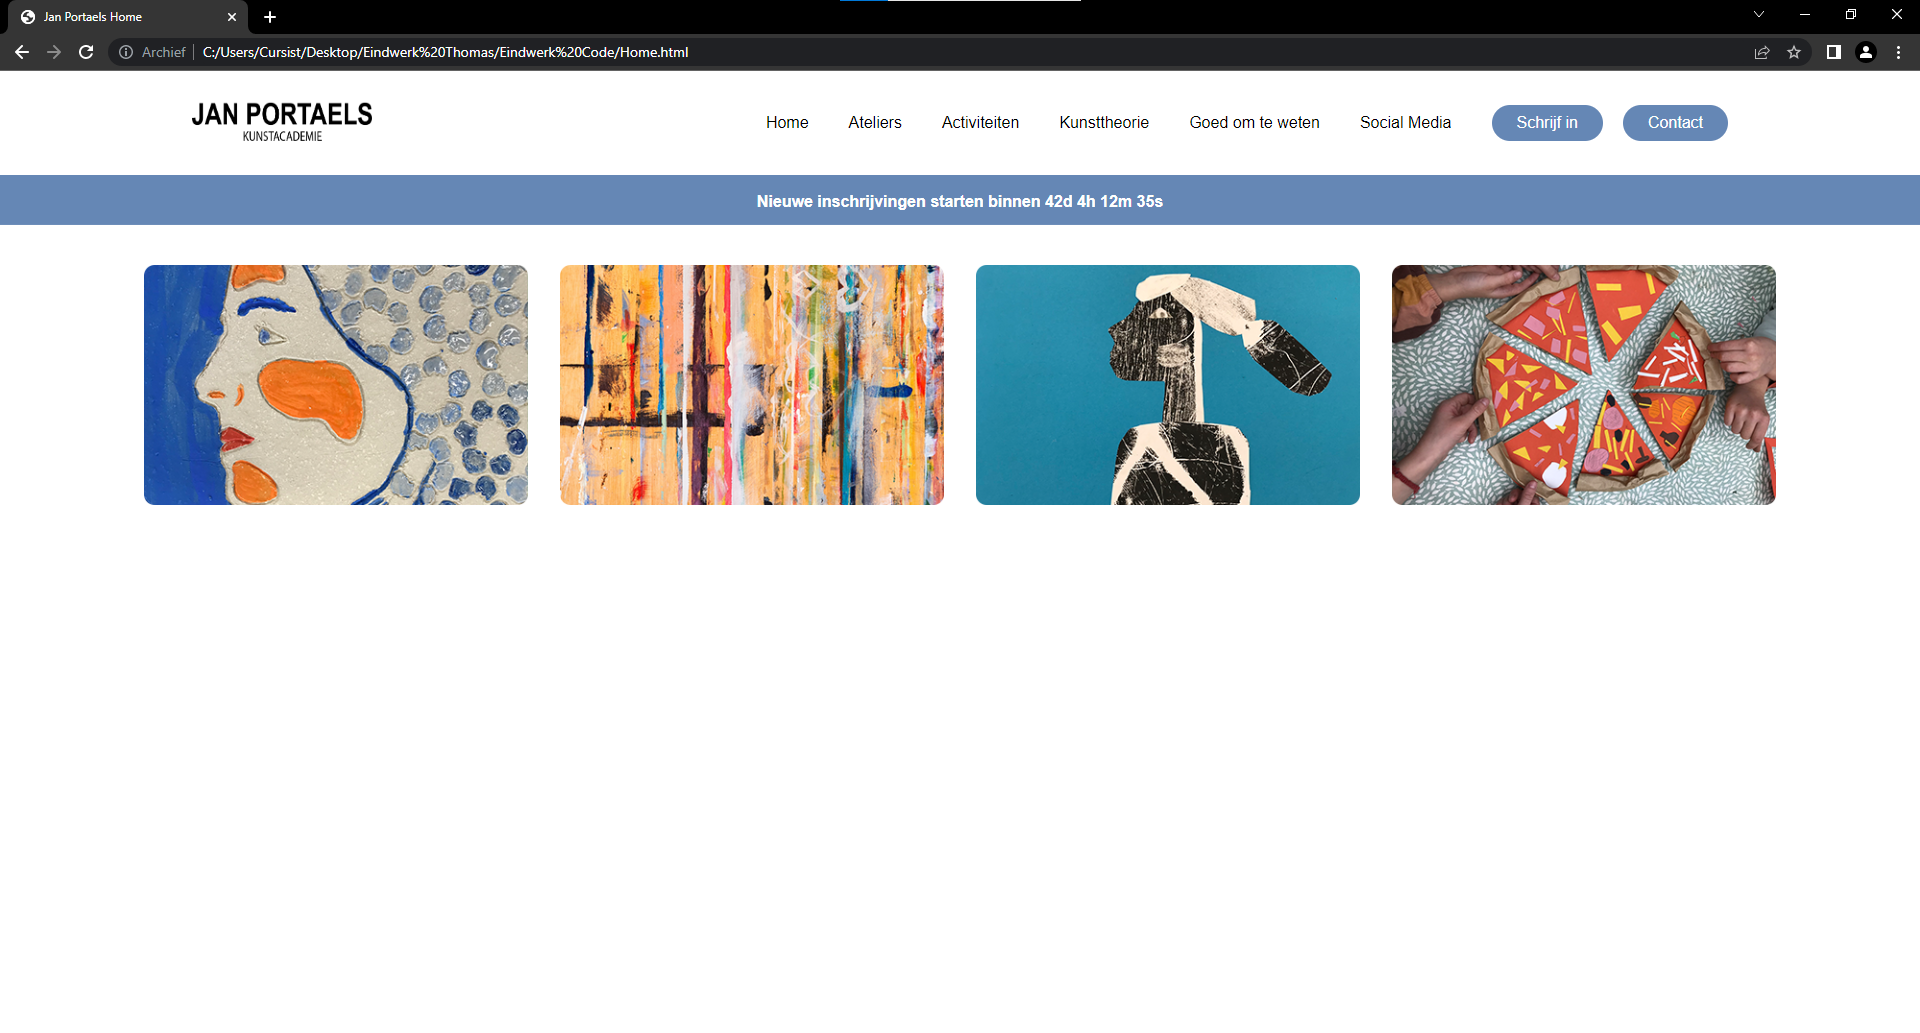 Jan Portaels Home
Archief C:/Users/Cursist/Desktop/Eindwerk%20Thomas/Eindwerk%20Code/Home.html
JAN PORTAELS
KUNSTACADEMIE
Home Ateliers Activiteiten Kunsttheorie Goed om te weten Social Media Schrijf in Contact
Nieuwe inschrijvingen starten binnen 42d 4h 12m 35s